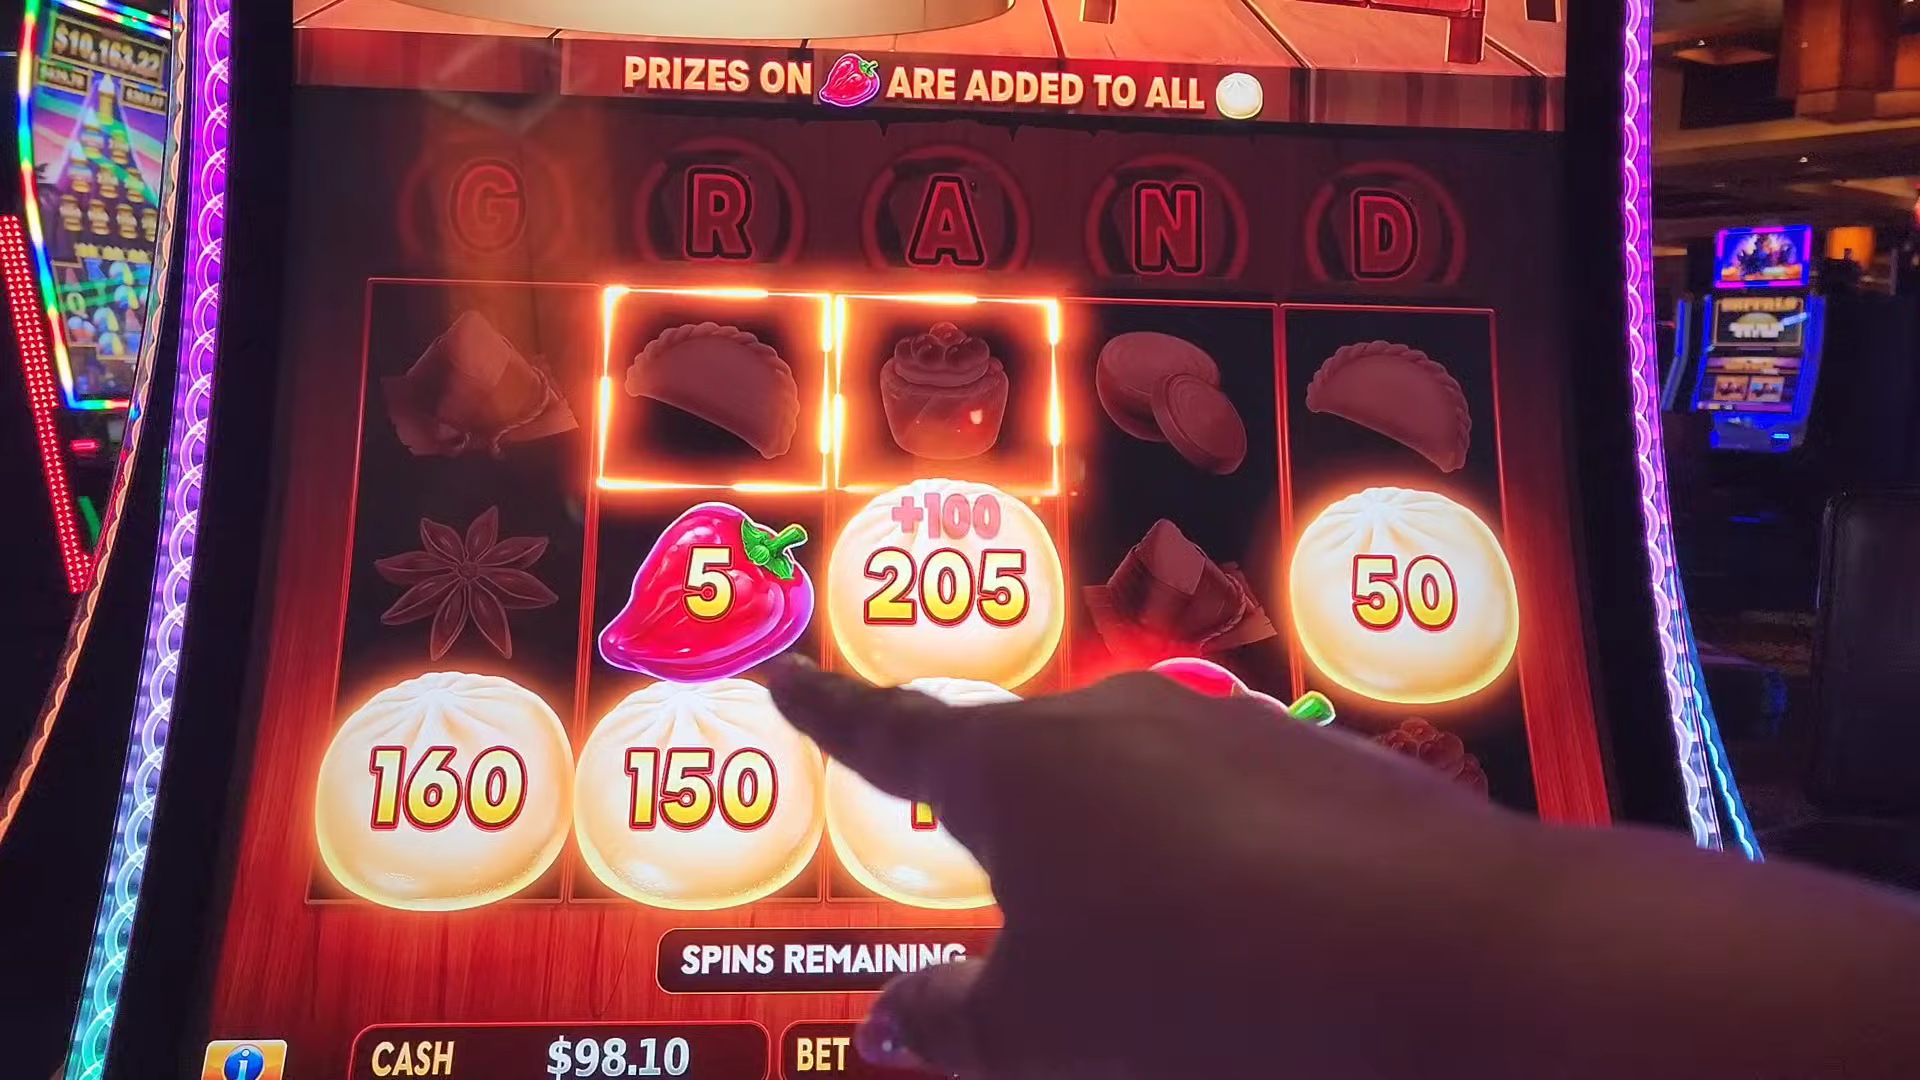 $10,163.22
PRIZES ON ARE ADDED TO ALL
G R A N D
+100
5
205
50
160
150
SPINS REMAINING
CASH $98.10
BET